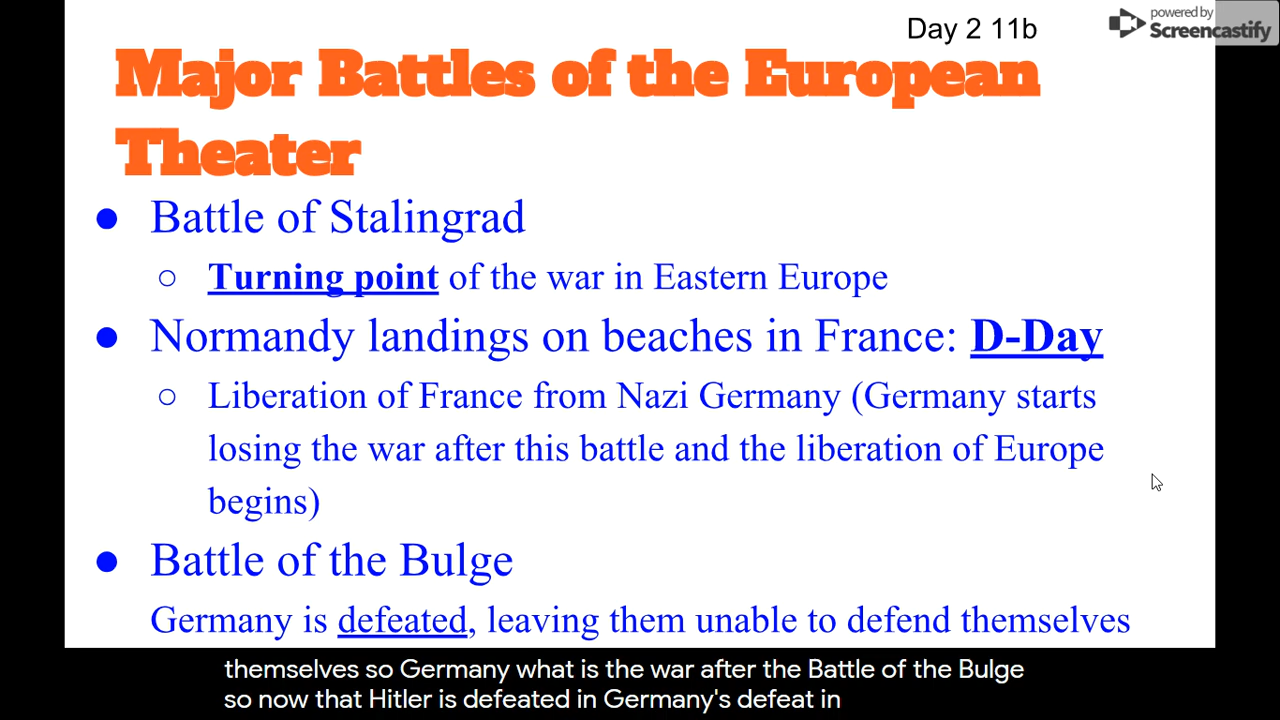 Day 2 11b
powered by
Screencastify
Major Battles of the European
Theater
● Battle of Stalingrad
○ Turning point of the war in Eastern Europe
● Normandy landings on beaches in France: D-Day
○ Liberation of France from Nazi Germany (Germany starts
losing the war after this battle and the liberation of Europe
begins)
● Battle of the Bulge
Germany is defeated, leaving them unable to defend themselves
themselves so Germany what is the war after the Battle of the Bulge
so now that Hitler is defeated in Germany's defeat in